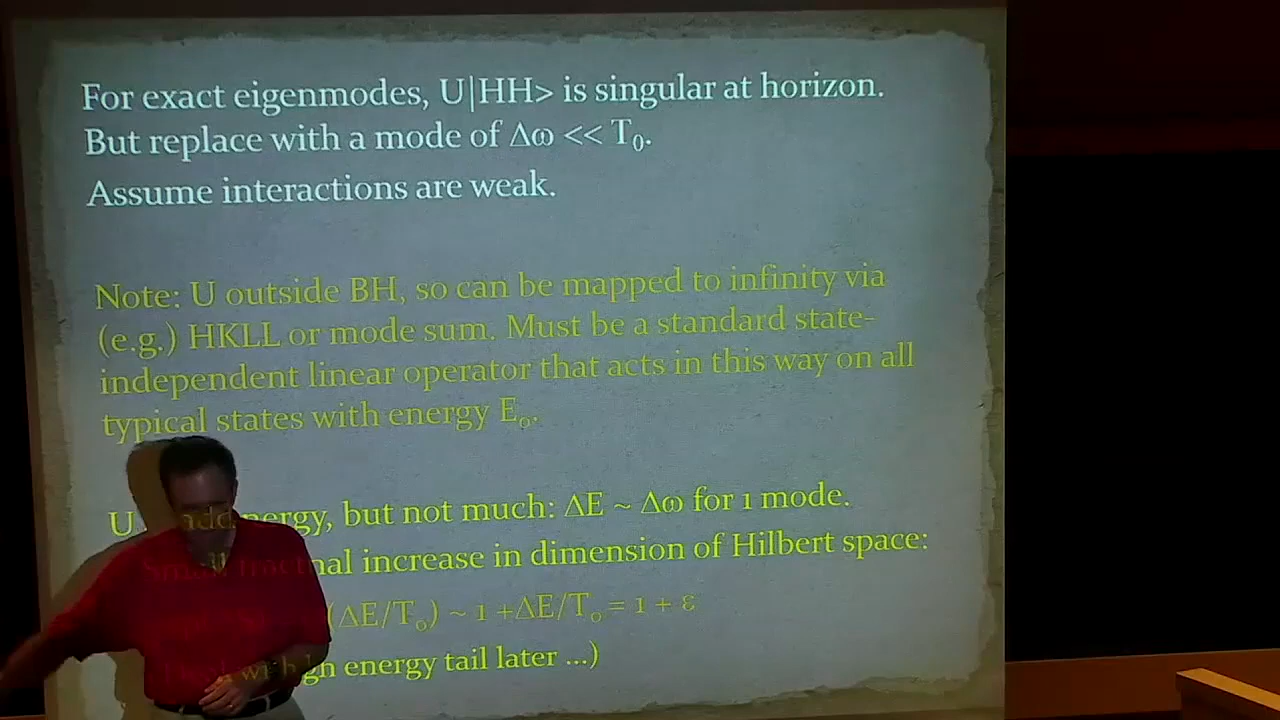 For exact eigenmodes, U|HH> is singular at horizon.
But replace with a mode of Δω << T₀.
Assume interactions are weak.
Note: U outside BH, so can be mapped to infinity via
(e.g.) HKLL or mode sum. Must be a standard state-
independent linear operator that acts in this way on all
typical states with energy E₀.
U add energy, but not much: ΔE ~ Δω for 1 mode.
Small fractional increase in dimension of Hilbert space:
(ΔE/T₀) ~ 1 +ΔE/T₀ = 1 + ε
with energy tail later ...)